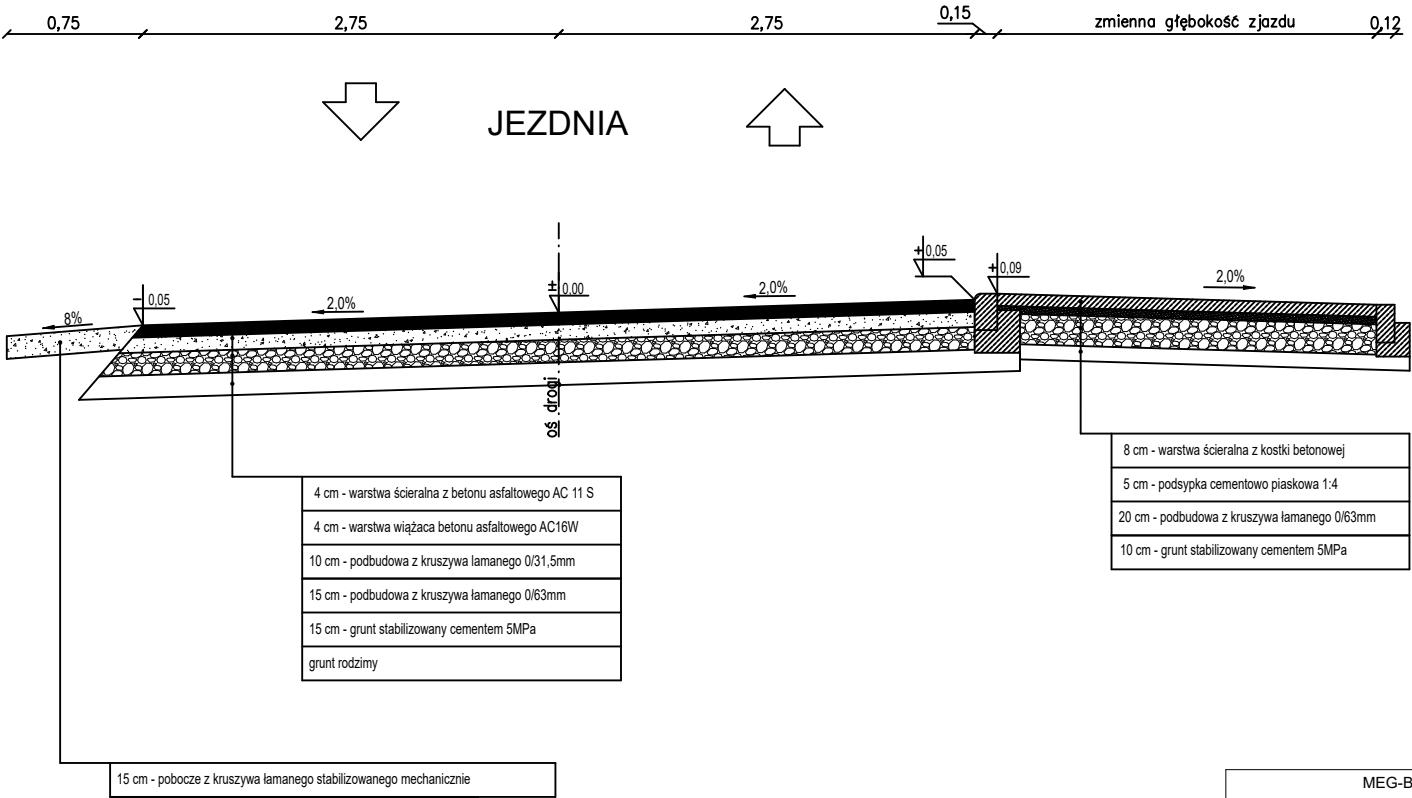 0,75
2,75
2,75
0,15
zmienna głębokość zjazdu
0,12
JEZDNIA
8%
– 0,05
2,0%
± 0.00
2,0%
+ 0,05
+ 0,09
2,0%
oś drogi
4 cm - warstwa ścieralna z betonu asfaltowego AC 11 S
4 cm - warstwa wiążaca betonu asfaltowego AC16W
10 cm - podbudowa z kruszywa lamanego 0/31,5mm
15 cm - podbudowa z kruszywa łamanego 0/63mm
15 cm - grunt stabilizowany cementem 5MPa
grunt rodzimy
8 cm - warstwa ścieralna z kostki betonowej
5 cm - podsypka cementowo piaskowa 1:4
20 cm - podbudowa z kruszywa łamanego 0/63mm
10 cm - grunt stabilizowany cementem 5MPa
15 cm - pobocze z kruszywa łamanego stabilizowanego mechanicznie
MEG-B